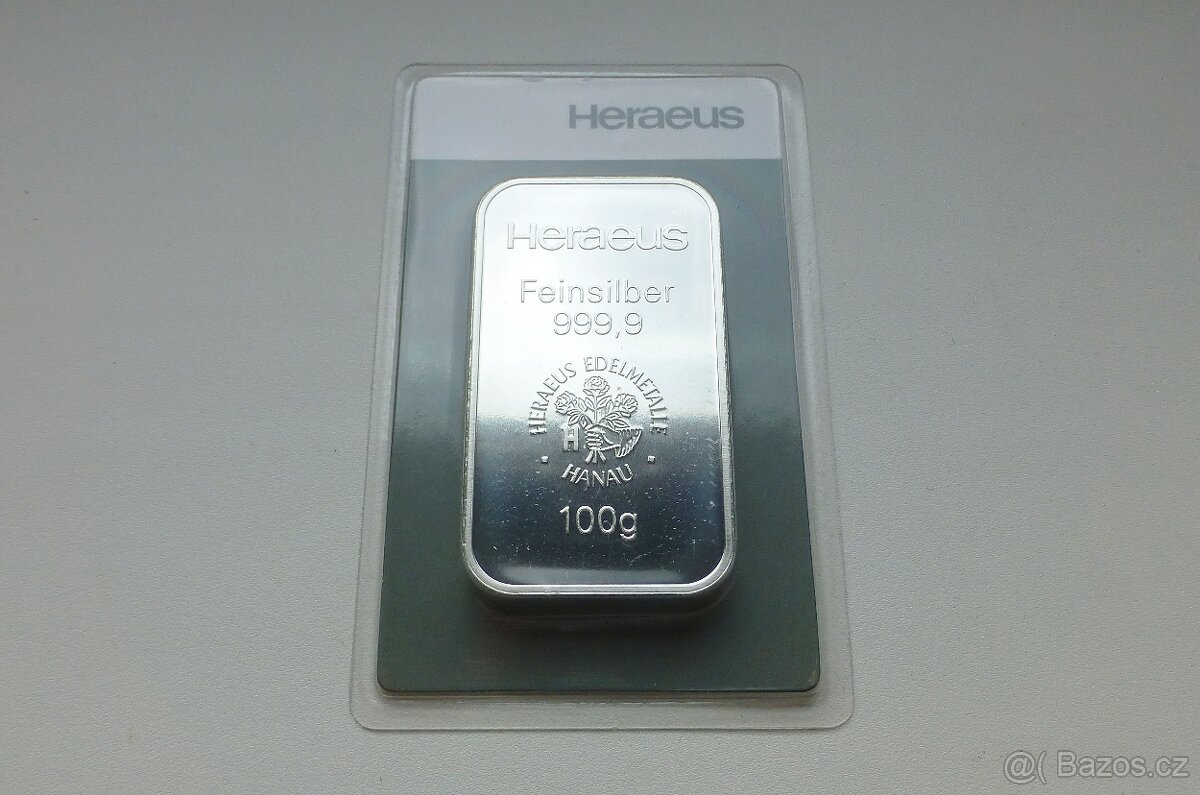 Heraeus
Heraeus
Feinsilber
999,9
HERAEUS EDELMETALLE
H
HANAU
100g
@( Bazos.cz